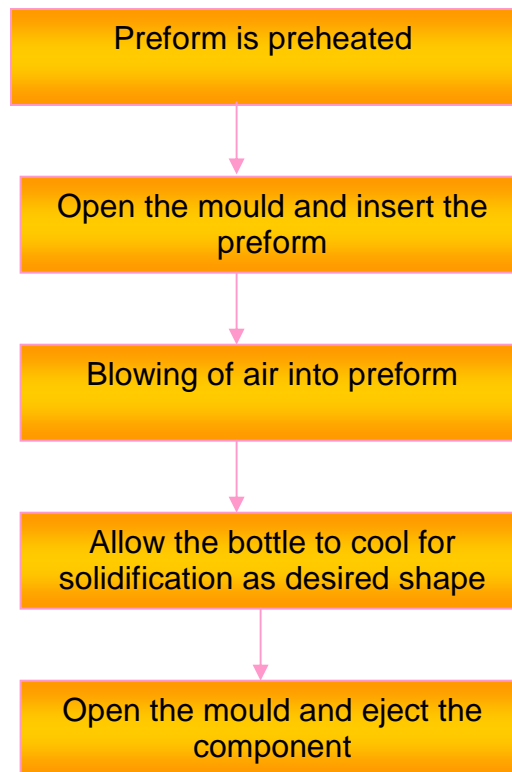 Preform is preheated
Open the mould and insert the
preform
Blowing of air into preform
Allow the bottle to cool for
solidification as desired shape
Open the mould and eject the
component